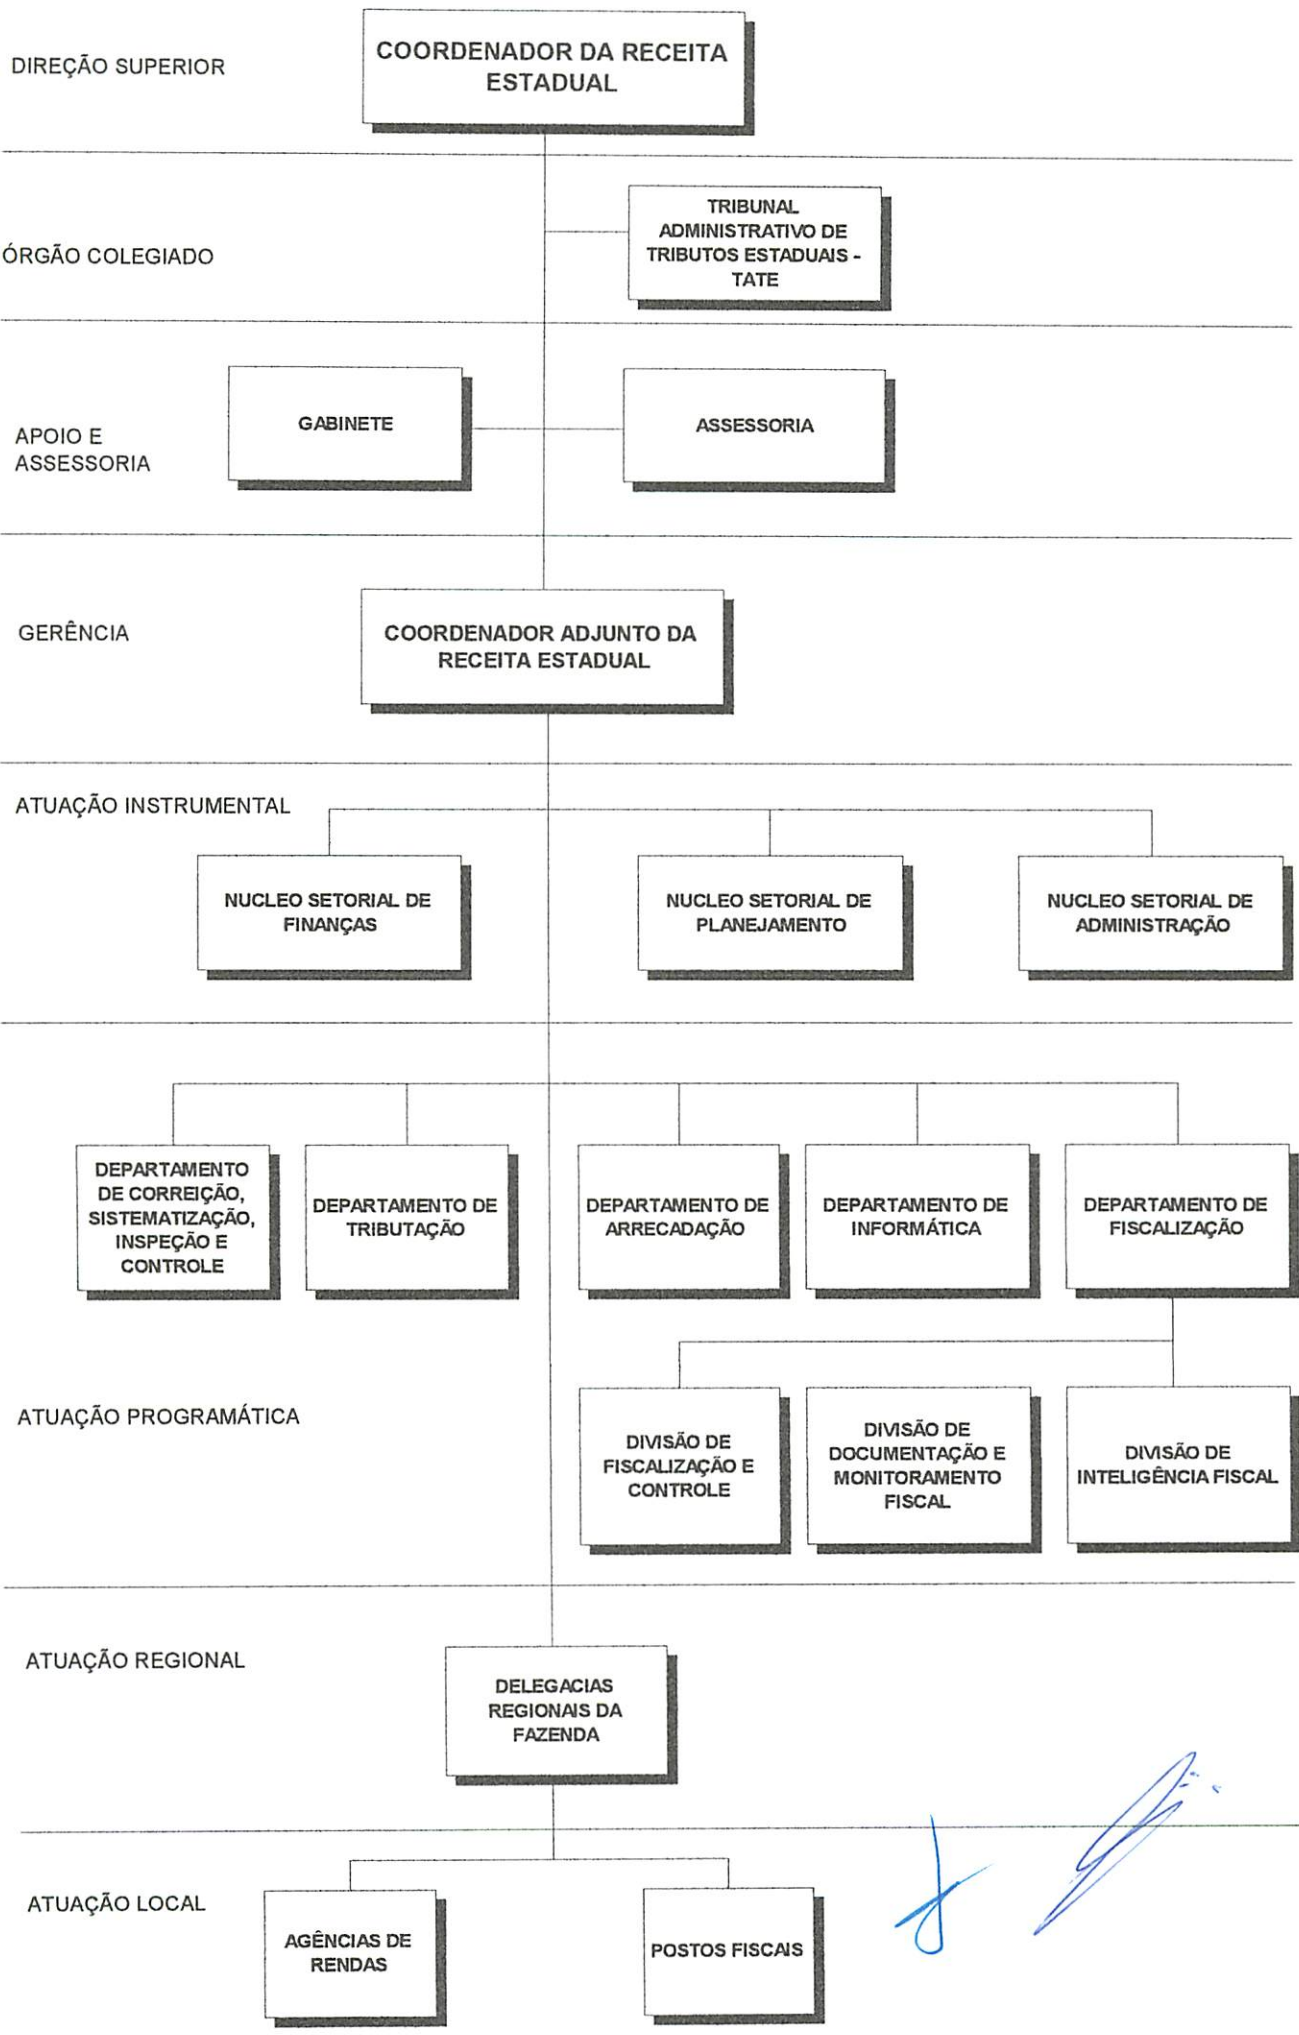 DIREÇÃO SUPERIOR
COORDENADOR DA RECEITA
ESTADUAL
ÓRGÃO COLEGIADO
TRIBUNAL
ADMINISTRATIVO DE
TRIBUTOS ESTADUAIS -
TATE
APOIO E
ASSESSORIA
GABINETE
ASSESSORIA
GERÊNCIA
COORDENADOR ADJUNTO DA
RECEITA ESTADUAL
ATUAÇÃO INSTRUMENTAL
NUCLEO SETORIAL DE
FINANÇAS
NUCLEO SETORIAL DE
PLANEJAMENTO
NUCLEO SETORIAL DE
ADMINISTRAÇÃO
DEPARTAMENTO
DE CORREIÇÃO,
SISTEMATIZAÇÃO,
INSPEÇÃO E
CONTROLE
DEPARTAMENTO DE
TRIBUTAÇÃO
DEPARTAMENTO DE
ARRECADAÇÃO
DEPARTAMENTO DE
INFORMÁTICA
DEPARTAMENTO DE
FISCALIZAÇÃO
ATUAÇÃO PROGRAMÁTICA
DIVISÃO DE
FISCALIZAÇÃO E
CONTROLE
DIVISÃO DE
DOCUMENTAÇÃO E
MONITORAMENTO
FISCAL
DIVISÃO DE
INTELIGÊNCIA FISCAL
ATUAÇÃO REGIONAL
DELEGACIAS
REGIONAIS DA
FAZENDA
ATUAÇÃO LOCAL
AGÊNCIAS DE
RENDAS
POSTOS FISCAIS